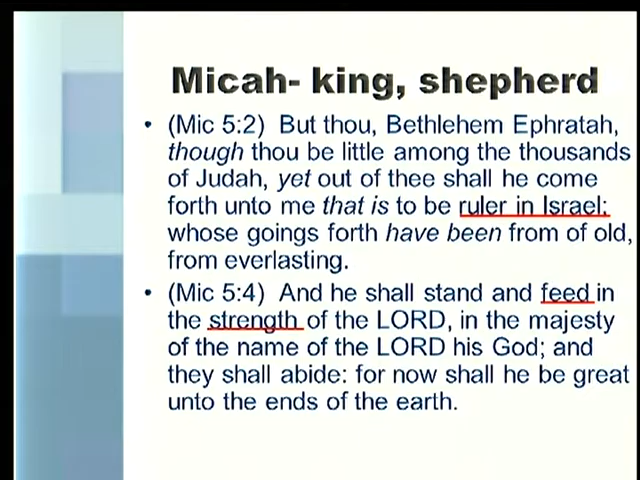 Micah- king, shepherd
• (Mic 5:2)  But thou, Bethlehem Ephratah,
though thou be little among the thousands
of Judah, yet out of thee shall he come
forth unto me that is to be ruler in Israel;
whose goings forth have been from of old,
from everlasting.
• (Mic 5:4)  And he shall stand and feed in
the strength of the LORD, in the majesty
of the name of the LORD his God; and
they shall abide: for now shall he be great
unto the ends of the earth.